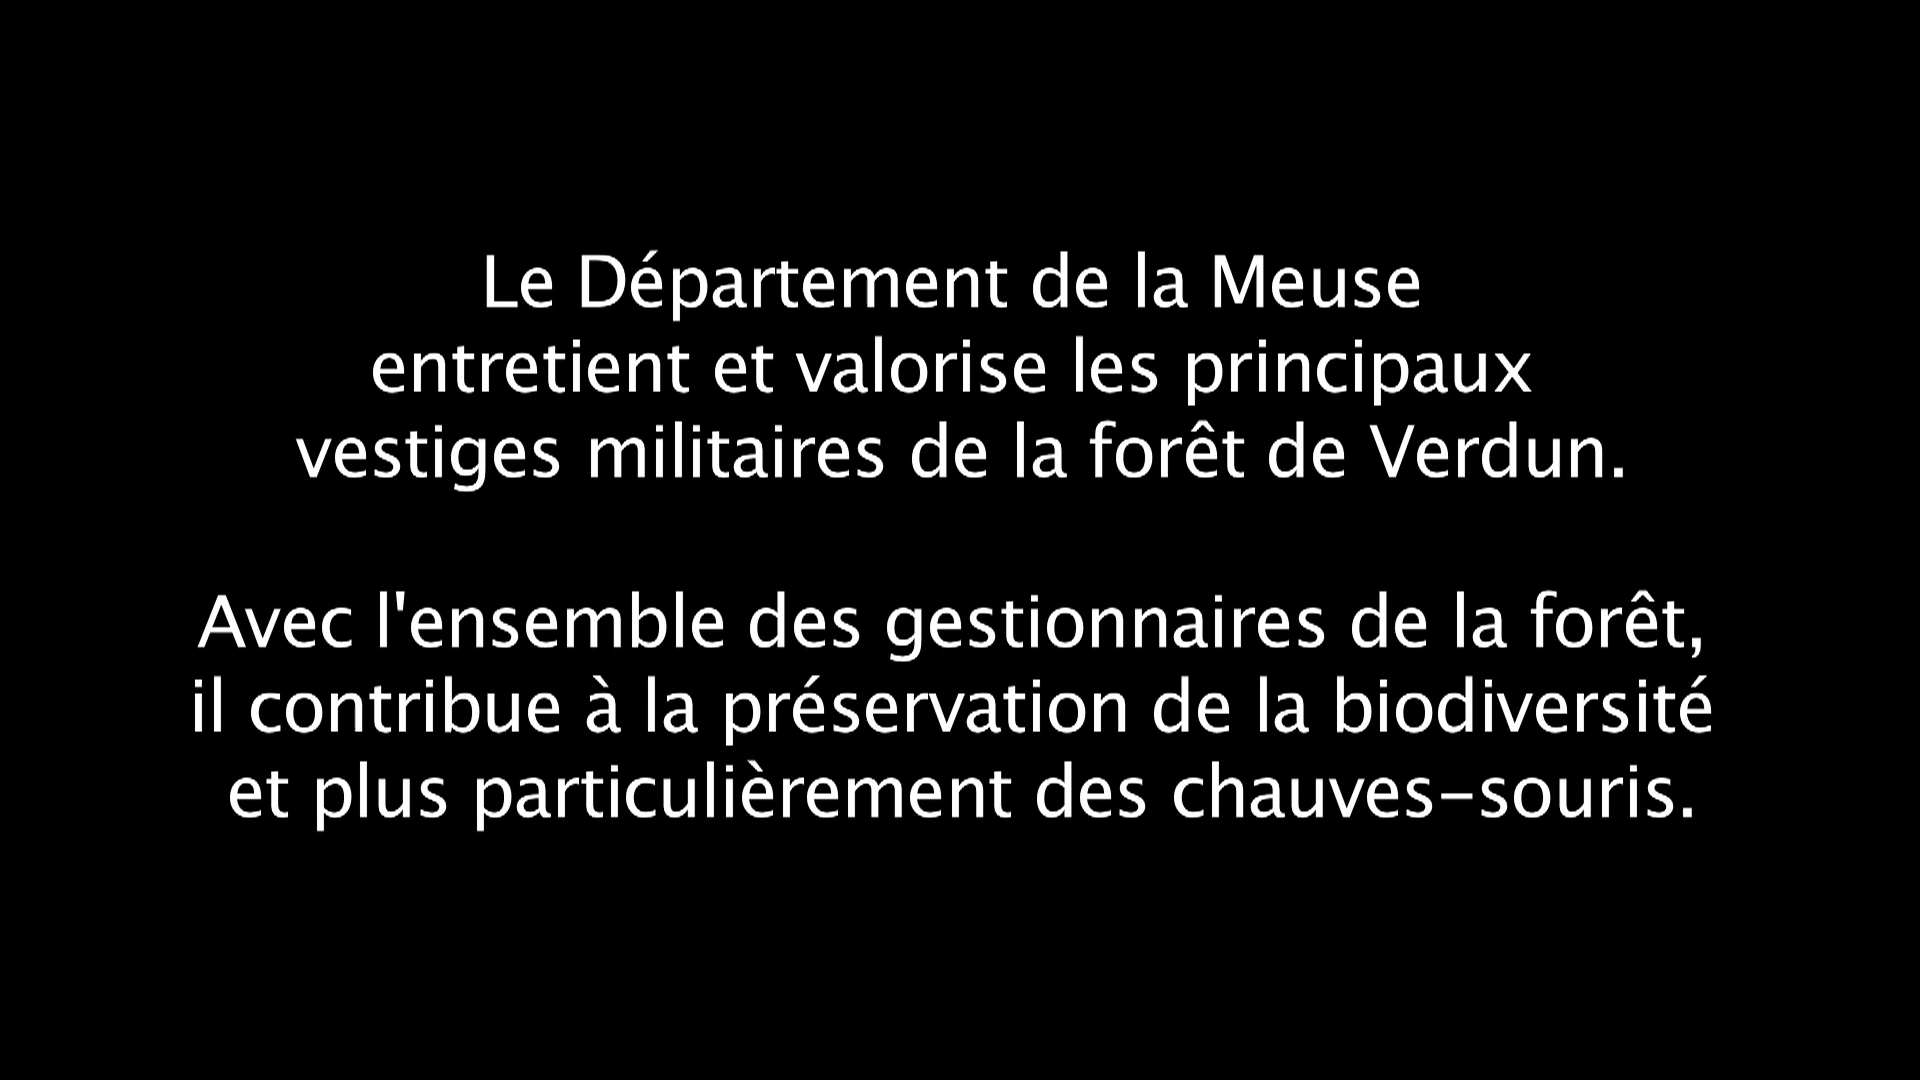 Le Département de la Meuse
entretient et valorise les principaux
vestiges militaires de la forêt de Verdun.
Avec l'ensemble des gestionnaires de la forêt,
il contribue à la préservation de la biodiversité
et plus particulièrement des chauves-souris.